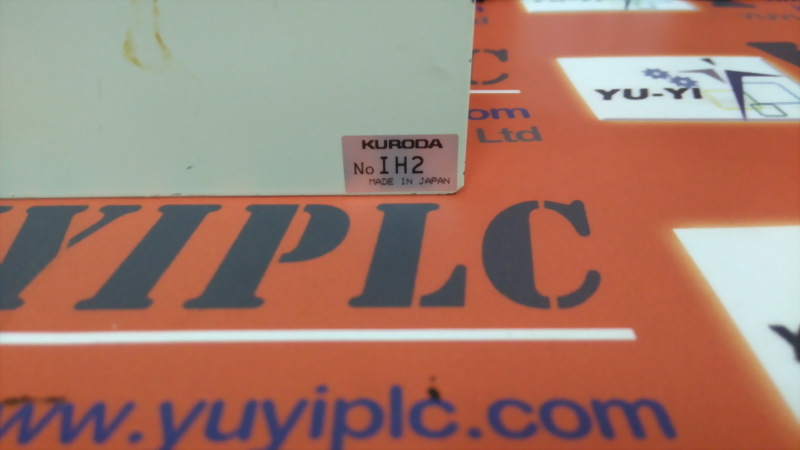 C
om
Ltd
YU-YI
KURODA
No IH2
MADE IN JAPAN
YIPLC
www.yuyiplc.com